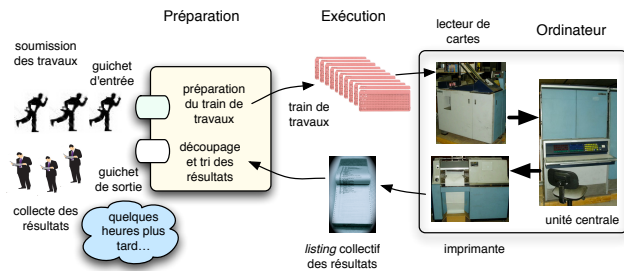 Préparation
Exécution
Ordinateur
lecteur de
cartes
soumission
des travaux
guichet
d'entrée
préparation
du train de
travaux
train de
travaux
découpage
et tri des
résultats
guichet
de sortie
collecte des
résultats
quelques
heures plus
tard…
listing collectif
des résultats
imprimante
unité centrale